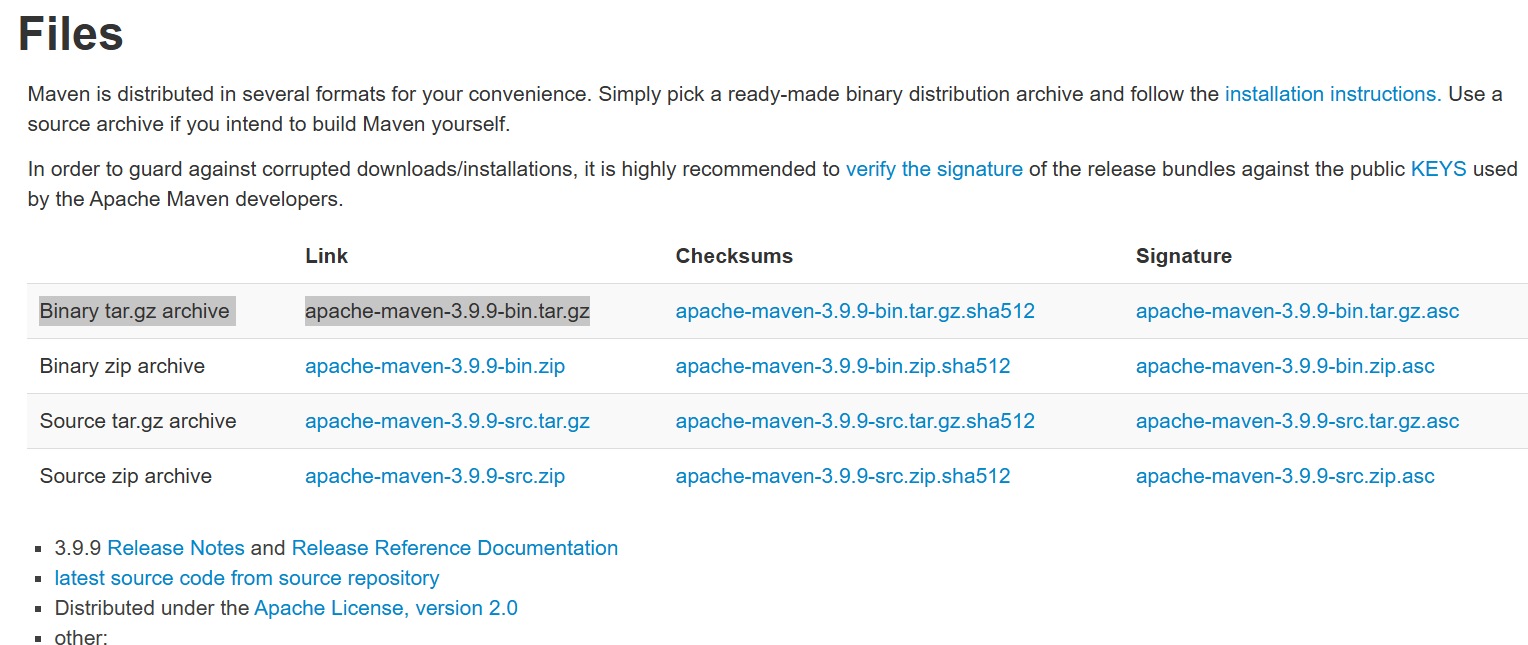 Files
Maven is distributed in several formats for your convenience. Simply pick a ready-made binary distribution archive and follow the installation instructions. Use a
source archive if you intend to build Maven yourself.
In order to guard against corrupted downloads/installations, it is highly recommended to verify the signature of the release bundles against the public KEYS used
by the Apache Maven developers.
Link Checksums Signature
Binary tar.gz archive apache-maven-3.9.9-bin.tar.gz apache-maven-3.9.9-bin.tar.gz.sha512 apache-maven-3.9.9-bin.tar.gz.asc
Binary zip archive apache-maven-3.9.9-bin.zip apache-maven-3.9.9-bin.zip.sha512 apache-maven-3.9.9-bin.zip.asc
Source tar.gz archive apache-maven-3.9.9-src.tar.gz apache-maven-3.9.9-src.tar.gz.sha512 apache-maven-3.9.9-src.tar.gz.asc
Source zip archive apache-maven-3.9.9-src.zip apache-maven-3.9.9-src.zip.sha512 apache-maven-3.9.9-src.zip.asc
▪ 3.9.9 Release Notes and Release Reference Documentation
▪ latest source code from source repository
▪ Distributed under the Apache License, version 2.0
▪ other: